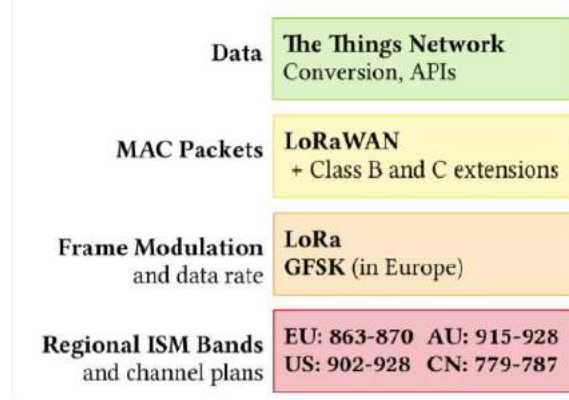 Data
The Things Network
Conversion, APIs
MAC Packets
LoRaWAN
+ Class B and C extensions
Frame Modulation
and data rate
LoRa
GFSK (in Europe)
Regional ISM Bands
and channel plans
EU: 863-870 AU: 915-928
US: 902-928 CN: 779-787